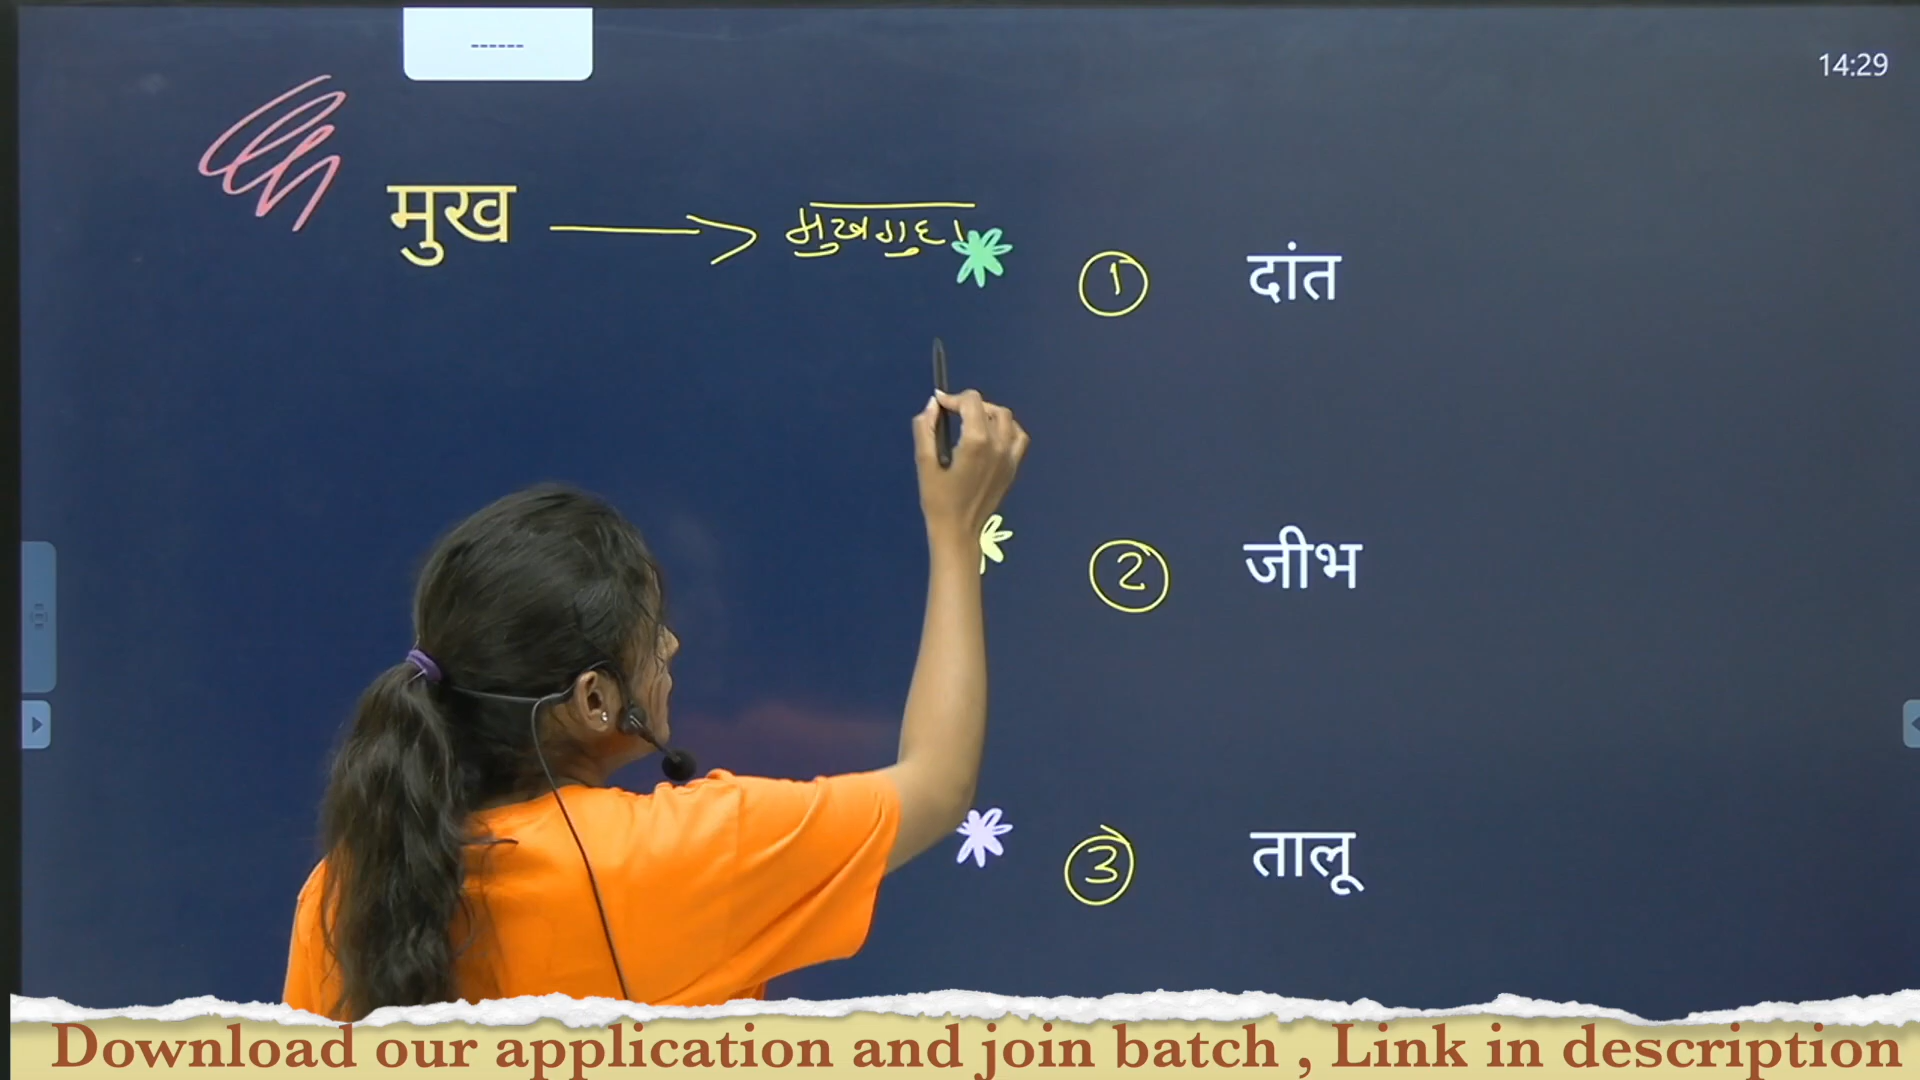 ------
14:29
मुख
मुखगुहा
1 दांत
2 जीभ
3 तालू
Download our application and join batch , Link in description